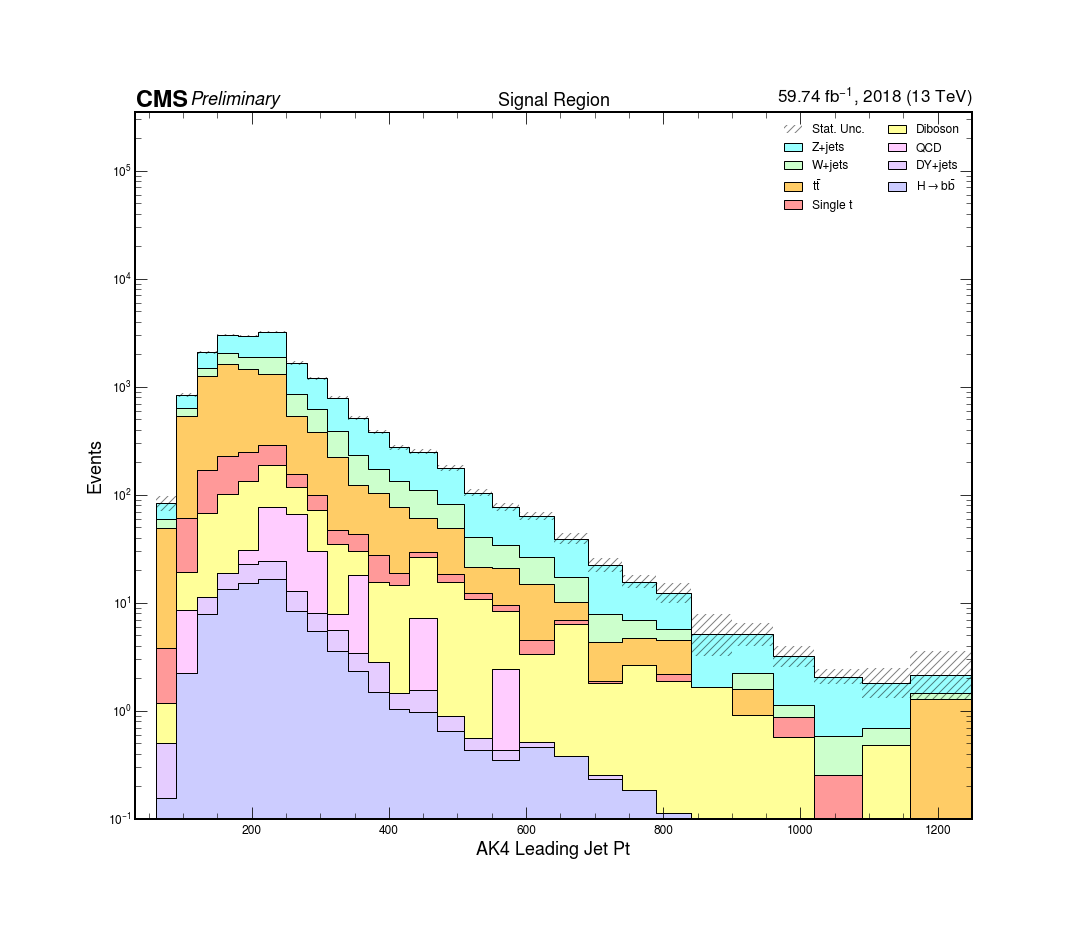 CMS Preliminary Signal Region 59.74 fb⁻¹, 2018 (13 TeV)
Stat. Unc. Diboson
Z+jets QCD
W+jets DY+jets
tt̄ H→bb̄
Single t
10⁵
10⁴
10³
10²
10¹
10⁰
10⁻¹
Events
200 400 600 800 1000 1200
AK4 Leading Jet Pt